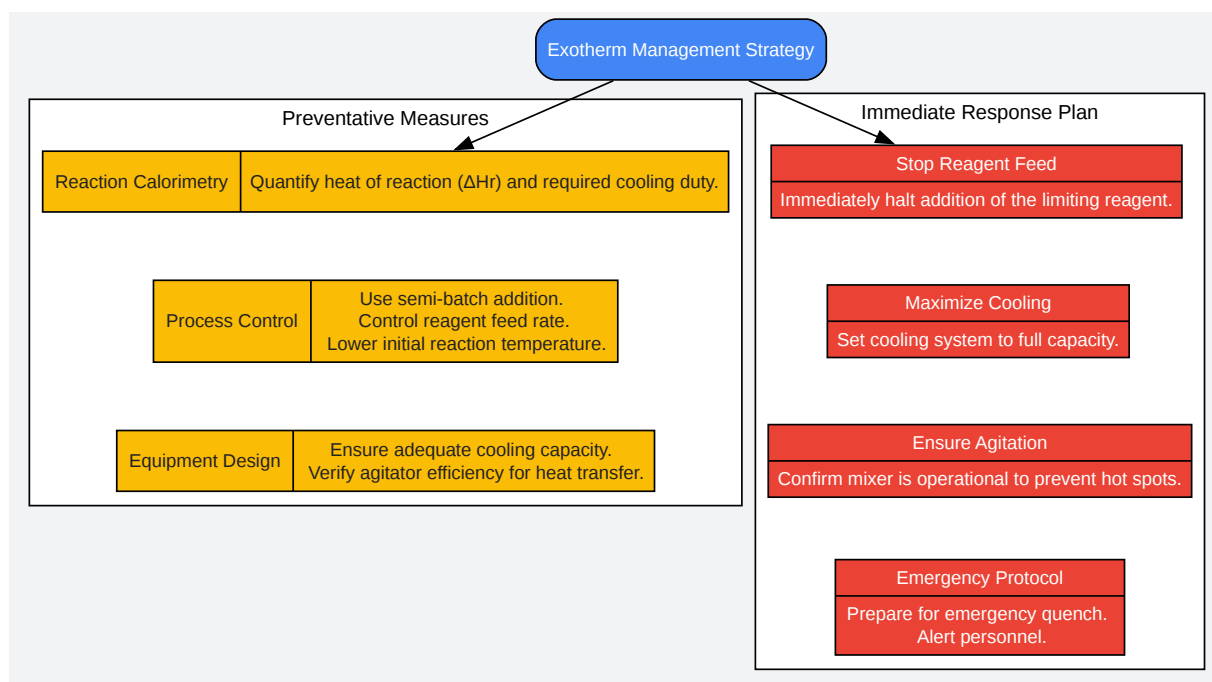 Exotherm Management Strategy
Preventative Measures
Reaction Calorimetry
Quantify heat of reaction (ΔHr) and required cooling duty.
Process Control
Use semi-batch addition.
Control reagent feed rate.
Lower initial reaction temperature.
Equipment Design
Ensure adequate cooling capacity.
Verify agitator efficiency for heat transfer.
Immediate Response Plan
Stop Reagent Feed
Immediately halt addition of the limiting reagent.
Maximize Cooling
Set cooling system to full capacity.
Ensure Agitation
Confirm mixer is operational to prevent hot spots.
Emergency Protocol
Prepare for emergency quench.
Alert personnel.